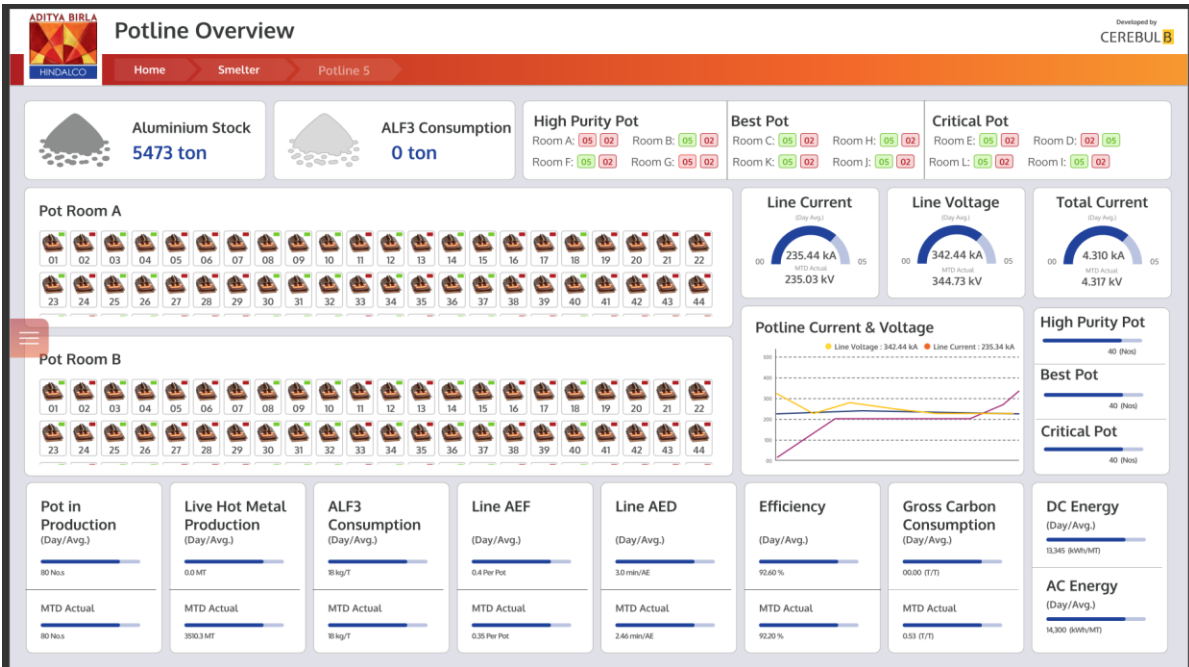 ADITYA BIRLA
HINDALCO
Potline Overview
Developed by
CEREBULB
Home Smelter Potline 5
Aluminium Stock
5473 ton
ALF3 Consumption
0 ton
High Purity Pot
Room A: 05 02 Room B: 05 02
Room F: 05 02 Room G: 05 02
Best Pot
Room C: 05 02 Room H: 05 02
Room K: 05 02 Room J: 05 02
Critical Pot
Room E: 05 02 Room D: 02 05
Room L: 05 02 Room I: 05 02
Pot Room A
01 02 03 04 05 06 07 08 09 10 11 12 13 14 15 16 17 18 19 20 21 22
23 24 25 26 27 28 29 30 31 32 33 34 35 36 37 38 39 40 41 42 43 44
Line Current
(Day Avg.)
235.44 kA
00 05
MTD Actual
235.03 kV
Line Voltage
(Day Avg.)
342.44 kA
00 05
MTD Actual
344.73 kV
Total Current
(Day Avg.)
4.310 kA
00 05
MTD Actual
4.317 kV
Pot Room B
01 02 03 04 05 06 07 08 09 10 11 12 13 14 15 16 17 18 19 20 21 22
23 24 25 26 27 28 29 30 31 32 33 34 35 36 37 38 39 40 41 42 43 44
Potline Current & Voltage
Line Voltage : 342.44 kA Line Current : 235.34 kA
500
400
300
200
100
00
High Purity Pot
40 (Nos)
Best Pot
40 (Nos)
Critical Pot
40 (Nos)
Pot in
Production
(Day/Avg.)
80 No.s
MTD Actual
80 No.s
Live Hot Metal
Production
(Day/Avg.)
0.0 MT
MTD Actual
3510.3 MT
ALF3
Consumption
(Day/Avg.)
18 kg/T
MTD Actual
18 kg/T
Line AEF
(Day/Avg.)
0.4 Per Pot
MTD Actual
0.35 Per Pot
Line AED
(Day/Avg.)
3.0 min/AE
MTD Actual
2.46 min/AE
Efficiency
(Day/Avg.)
92.60 %
MTD Actual
92.20 %
Gross Carbon
Consumption
(Day/Avg.)
00.00 (T/T)
MTD Actual
0.53 (T/T)
DC Energy
(Day/Avg.)
13,345 (kWh/MT)
AC Energy
(Day/Avg.)
14,300 (kWh/MT)